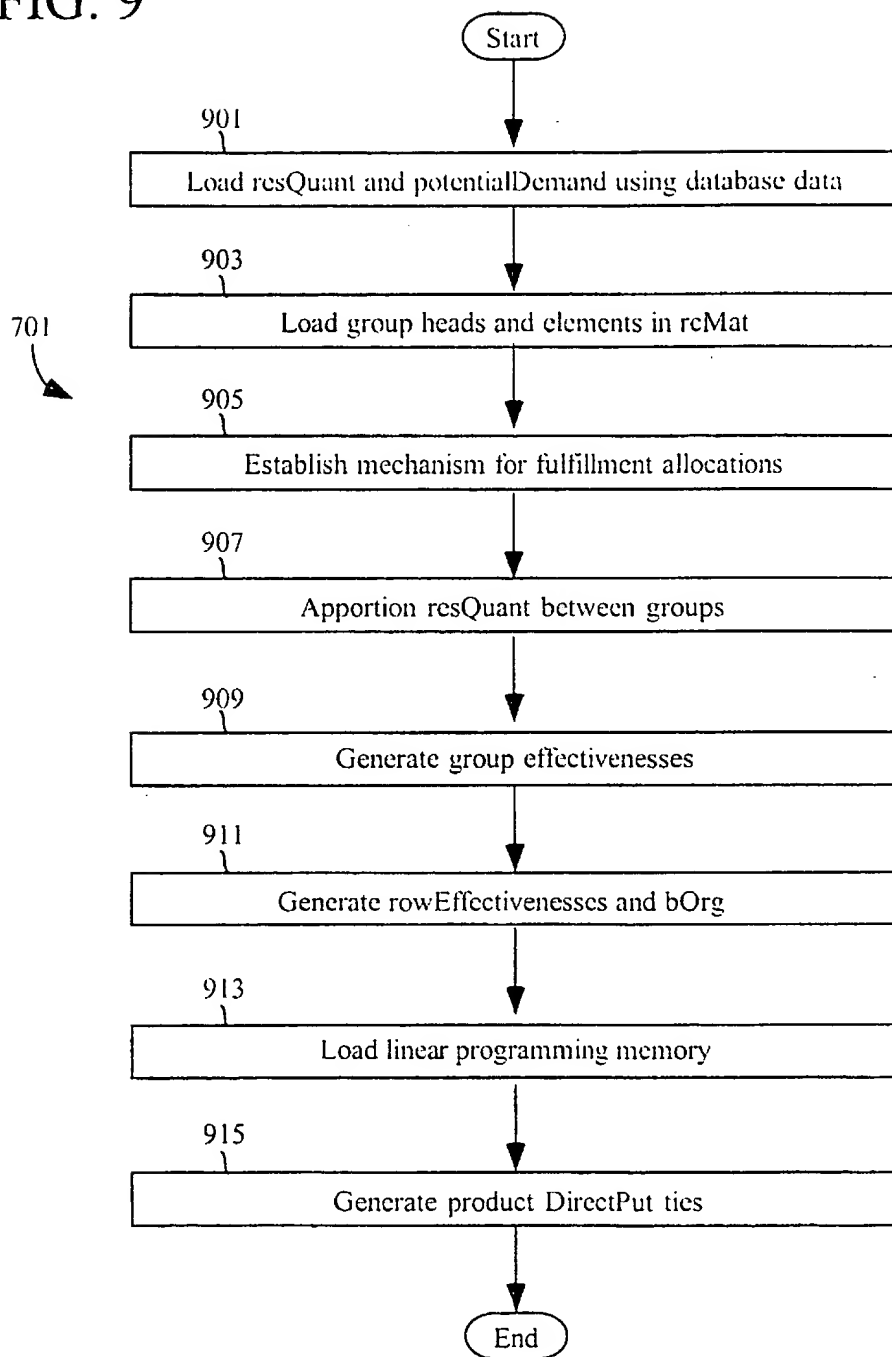 FIG. 9
Start
901
Load resQuant and potentialDemand using database data
903
Load group heads and elements in rcMat
701
905
Establish mechanism for fulfillment allocations
907
Apportion resQuant between groups
909
Generate group effectivenesses
911
Generate rowEffectivenesses and bOrg
913
Load linear programming memory
915
Generate product DirectPut ties
End